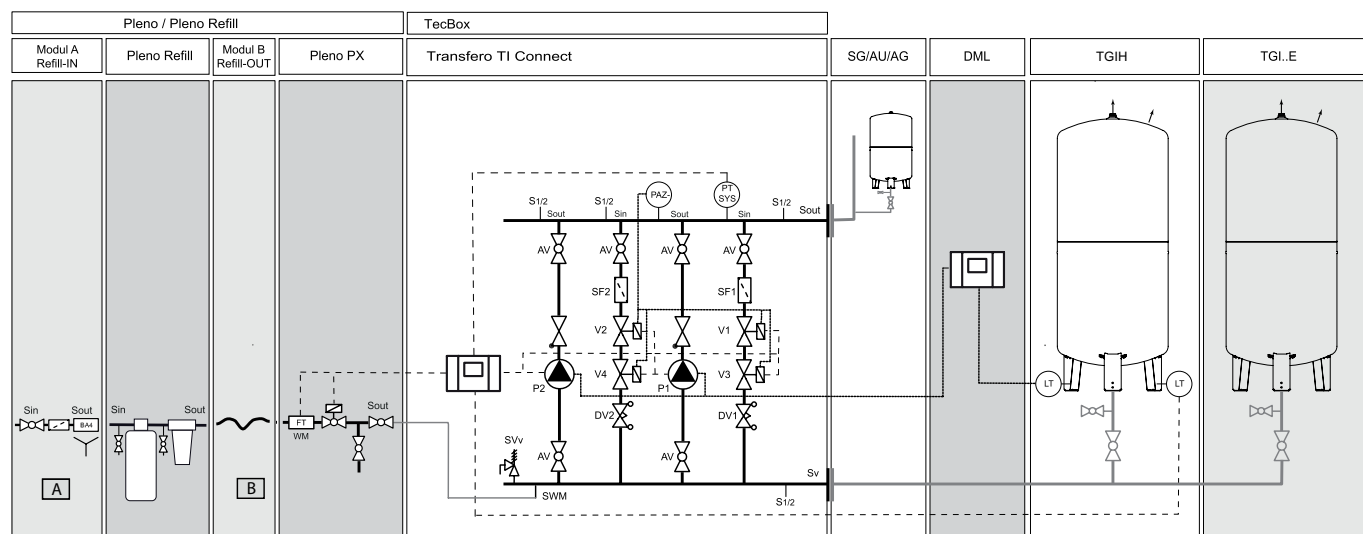 Pleno / Pleno Refill
TecBox
Modul A
Refill-IN
Pleno Refill
Modul B
Refill-OUT
Pleno PX
Transfero TI Connect
SG/AU/AG
DML
TGIH
TGI..E
PAZ-
PT
SYS
S1/2
S1/2
S1/2
Sout
Sin
Sout
Sin
Sout
AV
AV
AV
AV
SF2
SF1
V2
V1
V4
V3
P2
P1
LT
LT
DV2
DV1
Sin
Sout
BA4
Sin
Sout
FT
WM
Sout
SVv
AV
AV
Sv
A
B
SWM
S1/2